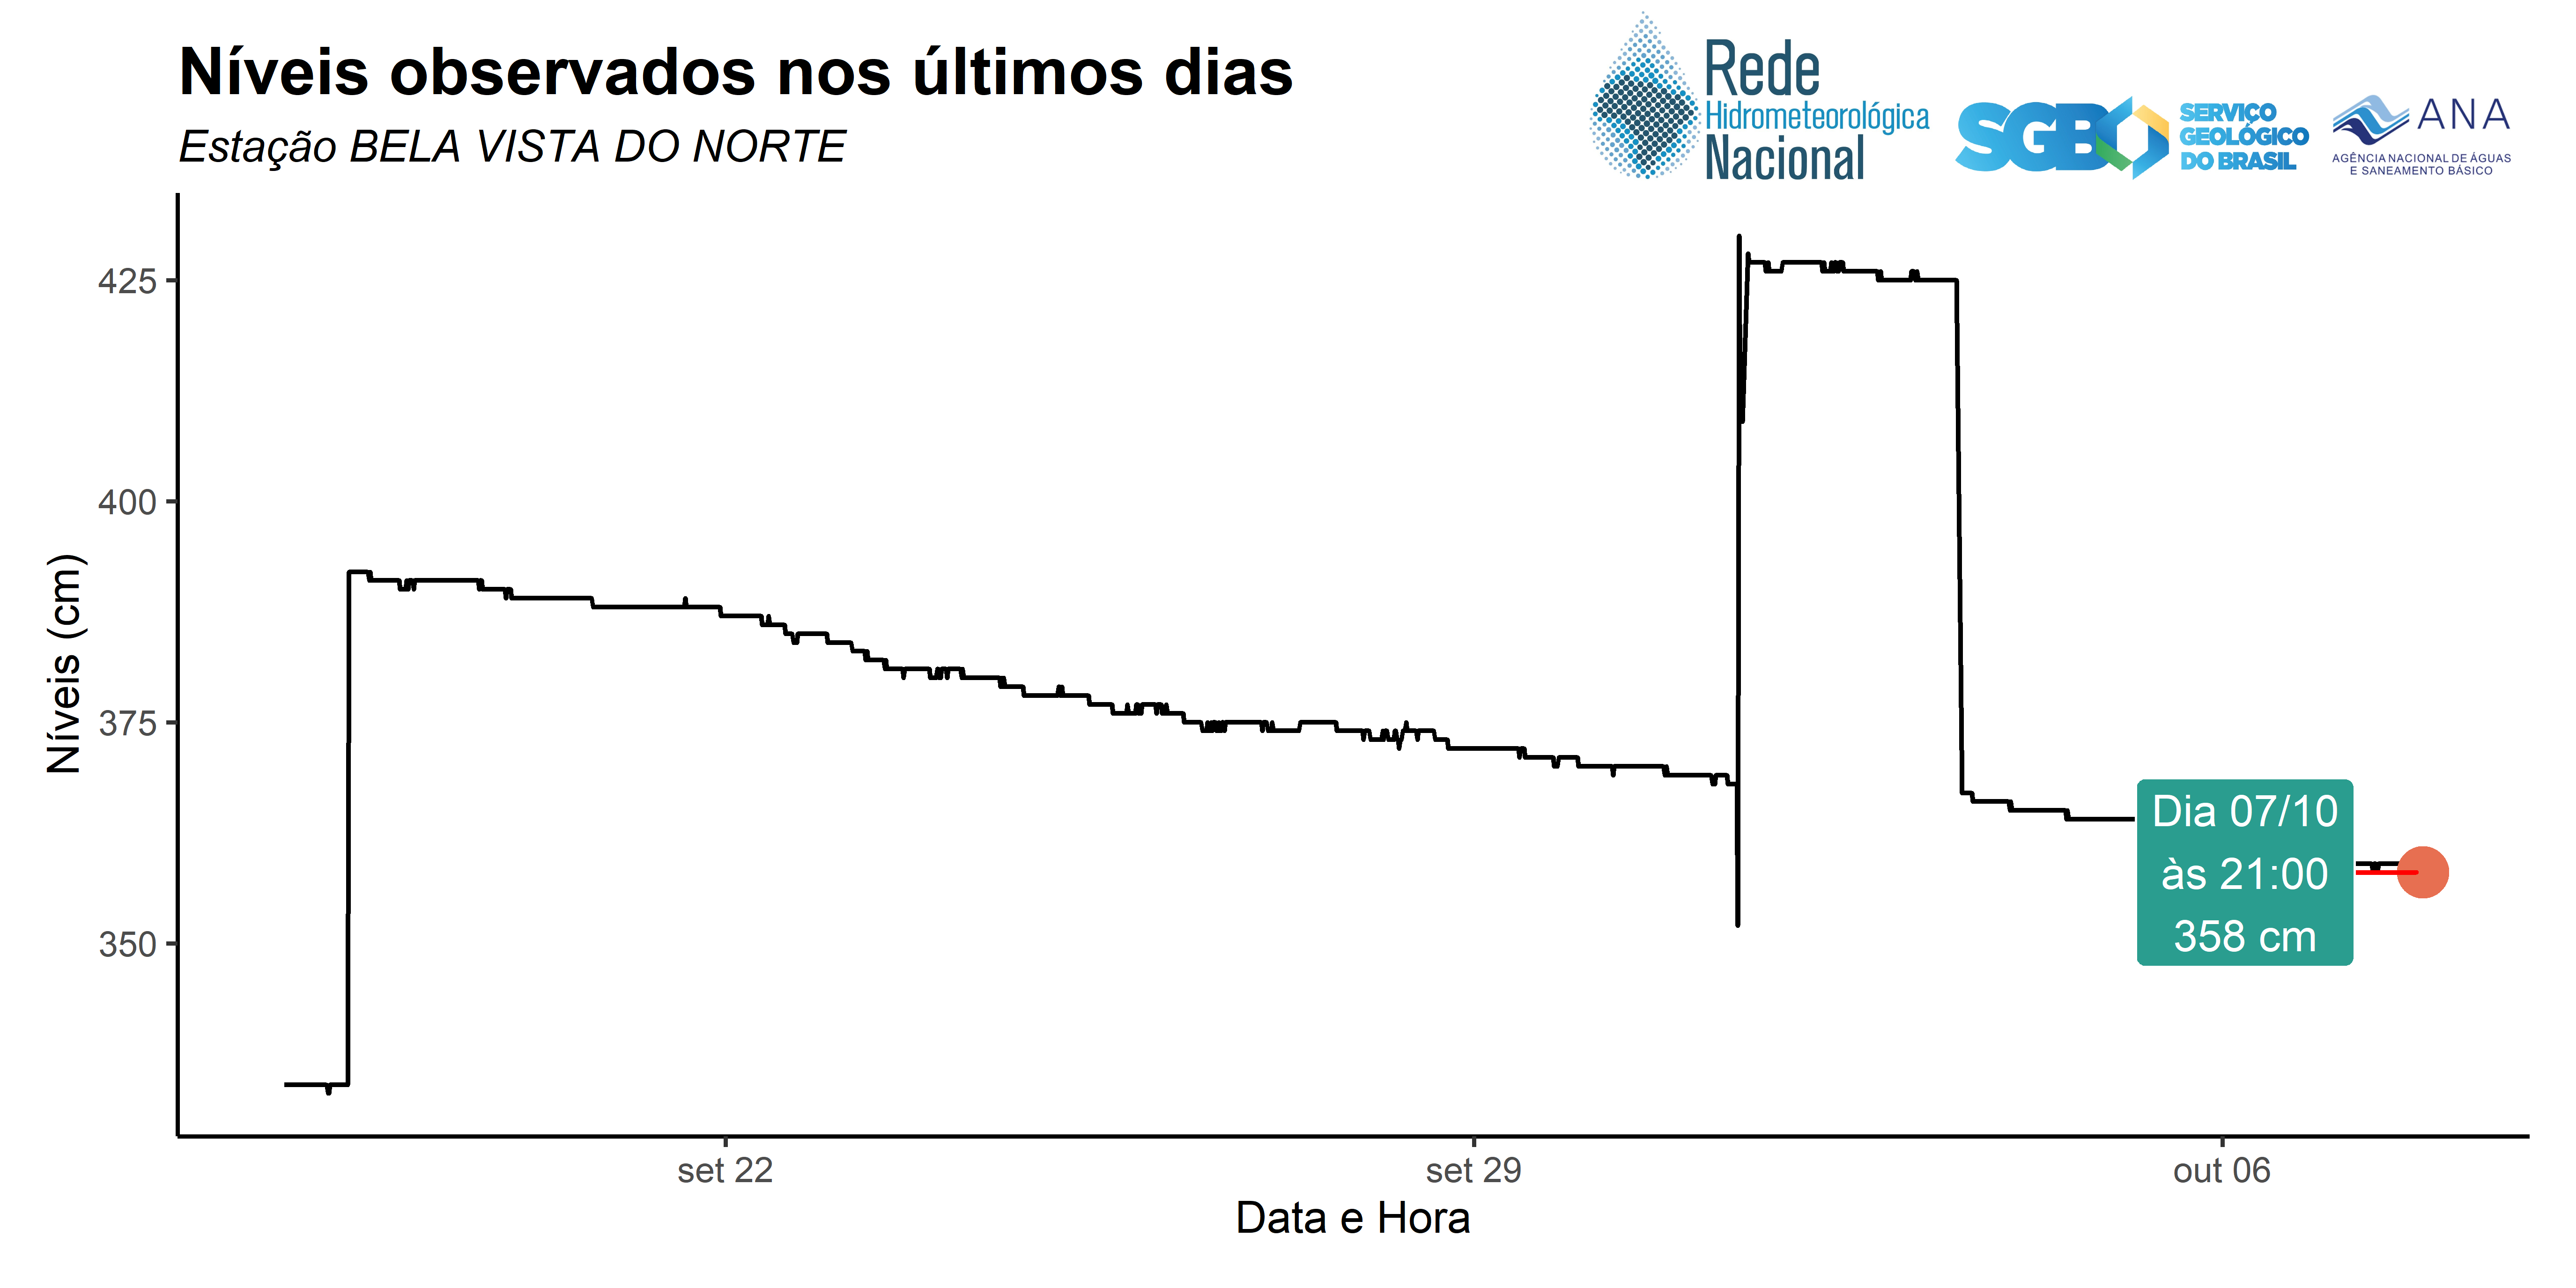 Níveis observados nos últimos dias
Estação BELA VISTA DO NORTE
Rede
Hidrometeorológica
Nacional
SGB
SERVIÇO
GEOLÓGICO
DO BRASIL
ANA
AGÊNCIA NACIONAL DE ÁGUAS
E SANEAMENTO BÁSICO
Níveis (cm)
425
400
375
350
Dia 07/10
às 21:00
358 cm
set 22
set 29
out 06
Data e Hora